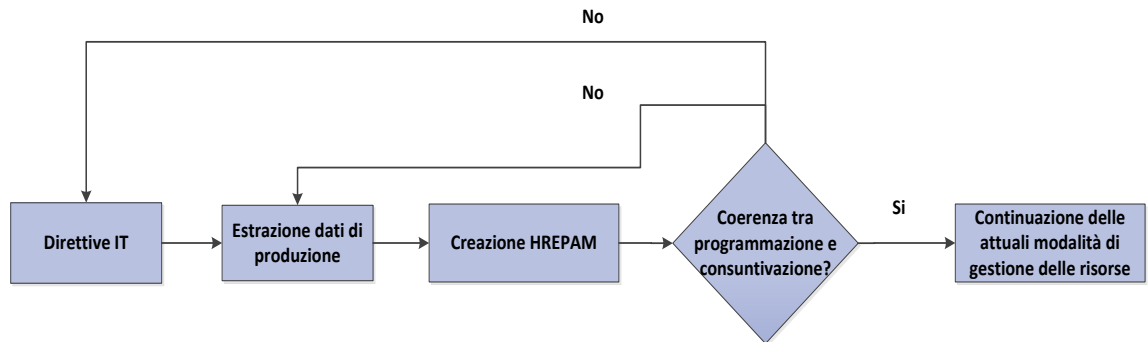 No
No
Direttive IT
Estrazione dati di
produzione
Creazione HREPAM
Coerenza tra
programmazione e
consuntivazione?
Si
Continuazione delle
attuali modalità di
gestione delle risorse